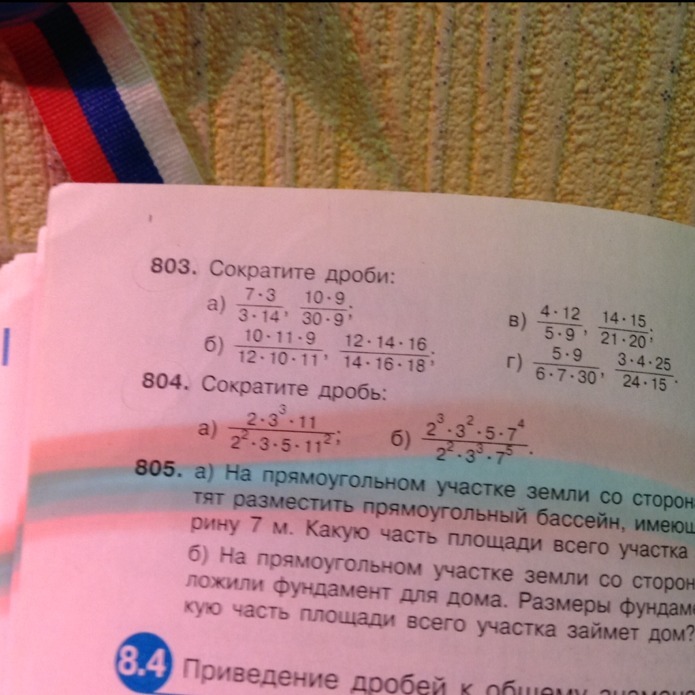 803. Сократите дроби:
а) 7·3/3·14, 10·9/30·9;
в) 4·12/5·9, 14·15/21·20;
б) 10·11·9/12·10·11, 12·14·16/14·16·18;
г) 5·9/6·7·30, 3·4·25/24·15.
804. Сократите дробь:
а) 2·3³·11/2²·3·5·11²;
б) 2³·3²·5·7⁴/2²·3³·7⁵.
805. а) На прямоугольном участке земли со сторон
тят разместить прямоугольный бассейн, имеющ
рину 7 м. Какую часть площади всего участка
б) На прямоугольном участке земли со сторон
ложили фундамент для дома. Размеры фундаме
кую часть площади всего участка займет дом?
8.4 Приведение дробей к общему